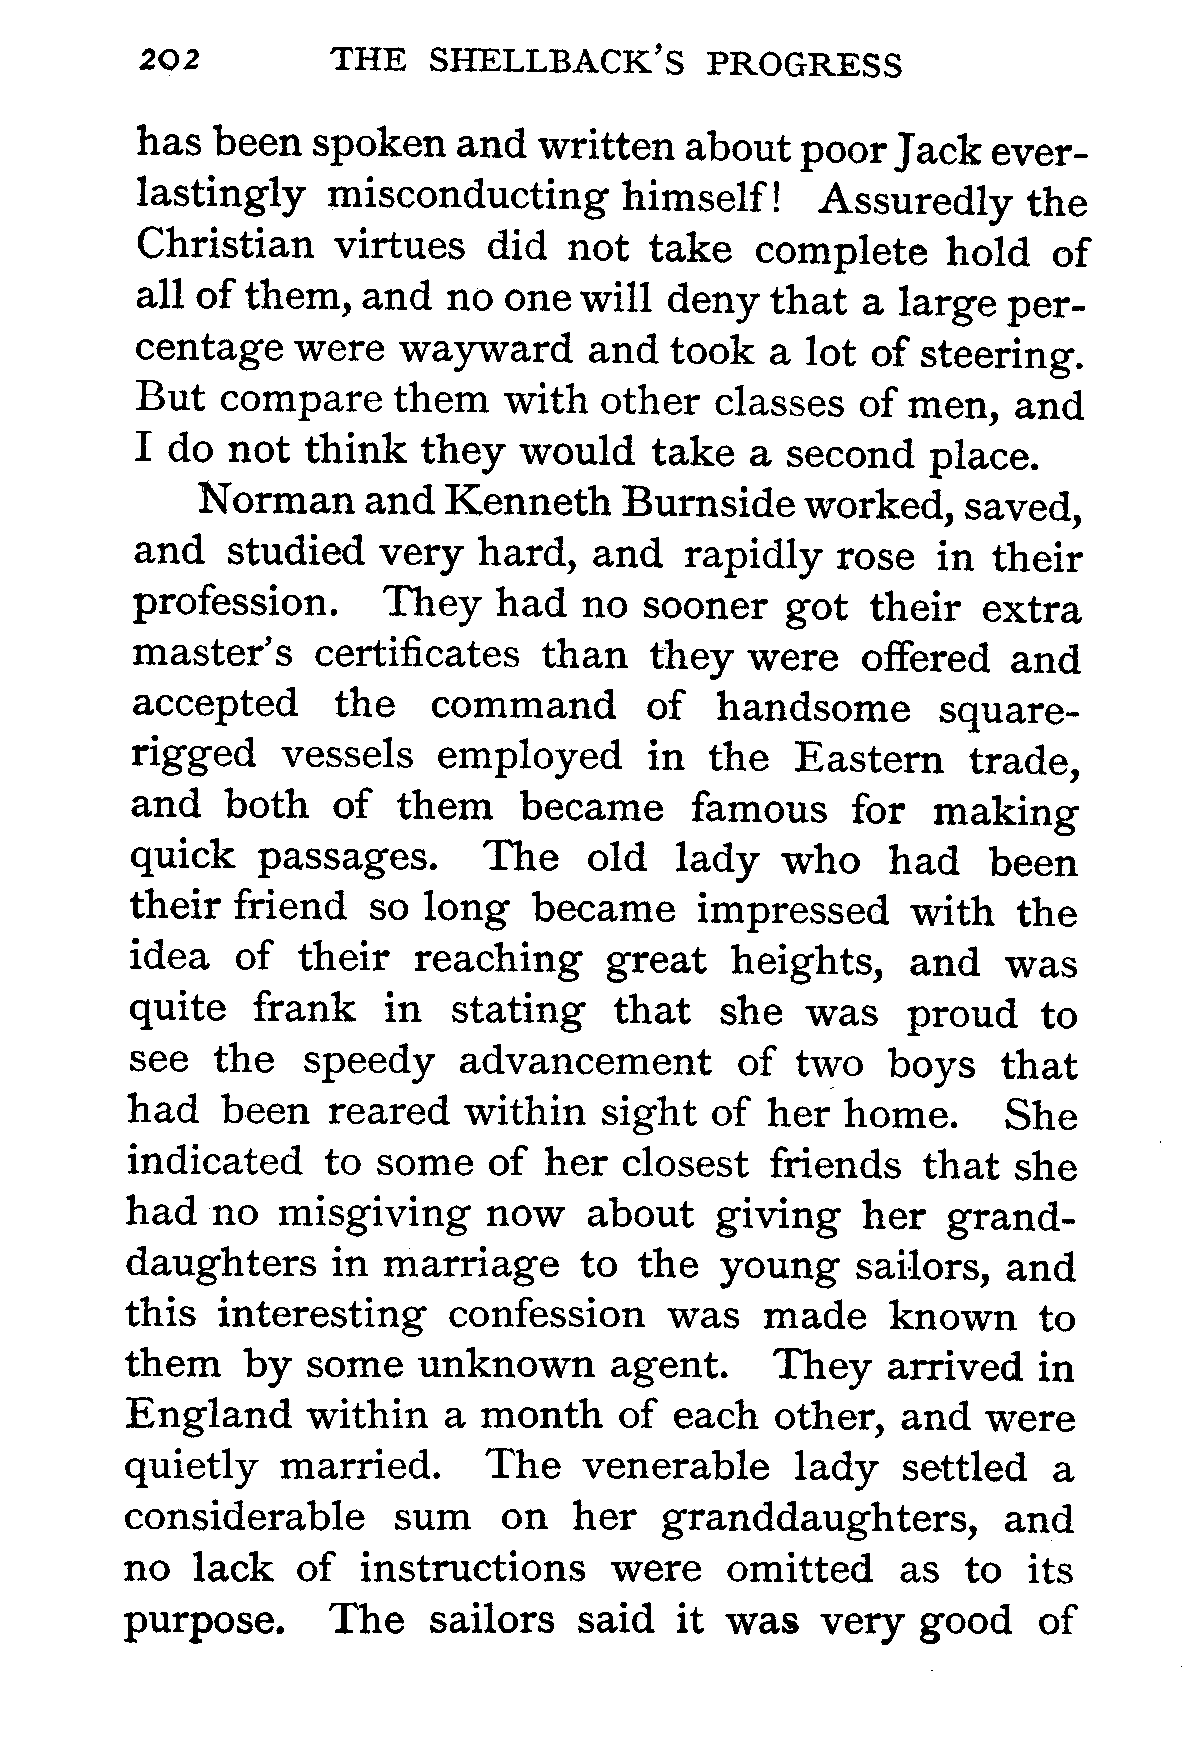 202 THE SHELLBACK'S PROGRESS
has been spoken and written about poor Jack ever-
lastingly misconducting himself! Assuredly the
Christian virtues did not take complete hold of
all of them, and no one will deny that a large per-
centage were wayward and took a lot of steering.
But compare them with other classes of men, and
I do not think they would take a second place.
Norman and Kenneth Burnside worked, saved,
and studied very hard, and rapidly rose in their
profession. They had no sooner got their extra
master's certificates than they were offered and
accepted the command of handsome square-
rigged vessels employed in the Eastern trade,
and both of them became famous for making
quick passages. The old lady who had been
their friend so long became impressed with the
idea of their reaching great heights, and was
quite frank in stating that she was proud to
see the speedy advancement of two boys that
had been reared within sight of her home. She
indicated to some of her closest friends that she
had no misgiving now about giving her grand-
daughters in marriage to the young sailors, and
this interesting confession was made known to
them by some unknown agent. They arrived in
England within a month of each other, and were
quietly married. The venerable lady settled a
considerable sum on her granddaughters, and
no lack of instructions were omitted as to its
purpose. The sailors said it was very good of